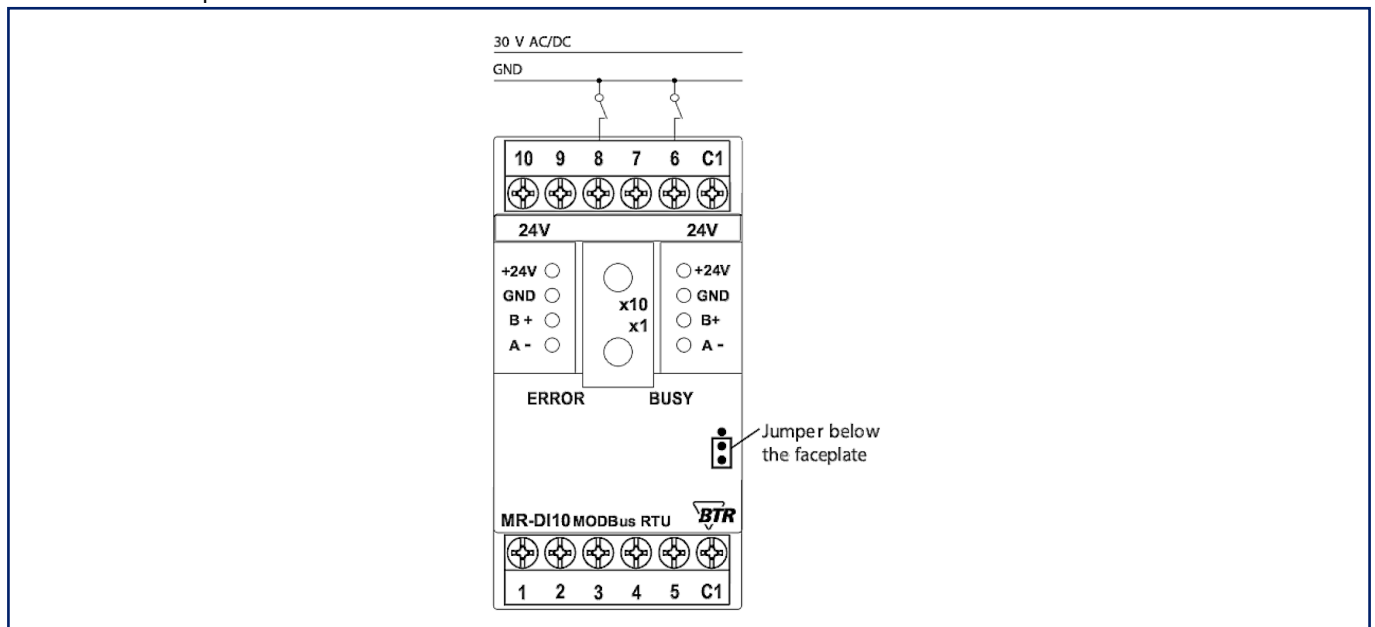 30 V AC/DC
GND
10 9 8 7 6 C1
24V 24V
+24V +24V
GND GND
x10
B + B+
x1
A - A -
ERROR BUSY
Jumper below
the faceplate
MR-DI10 MODBus RTU BTR
1 2 3 4 5 C1